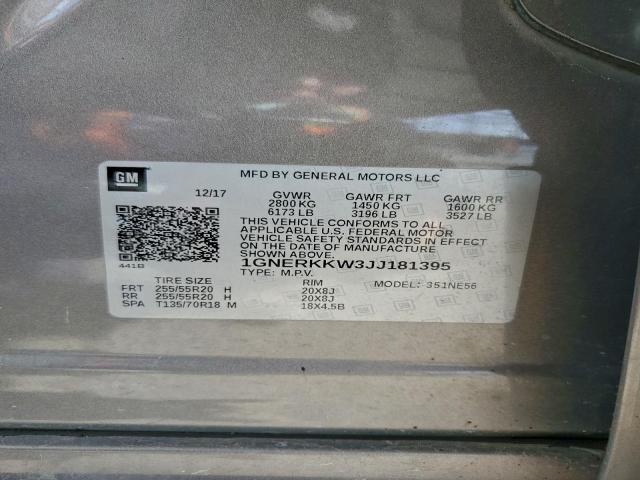 GM
MFD BY GENERAL MOTORS LLC
12/17 GVWR GAWR FRT GAWR RR
2800 KG 1450 KG 1600 KG
6173 LB 3196 LB 3527 LB
THIS VEHICLE CONFORMS TO ALL
APPLICABLE U.S. FEDERAL MOTOR
VEHICLE SAFETY STANDARDS IN EFFECT
ON THE DATE OF MANUFACTURE
SHOWN ABOVE.
441B 1GNERKKW3JJ181395
TYPE: M.P.V. MODEL: 351NE56
TIRE SIZE RIM
FRT 255/55R20 H 20X8J
RR 255/55R20 H 20X8J
SPA T135/70R18 M 18X4.5B